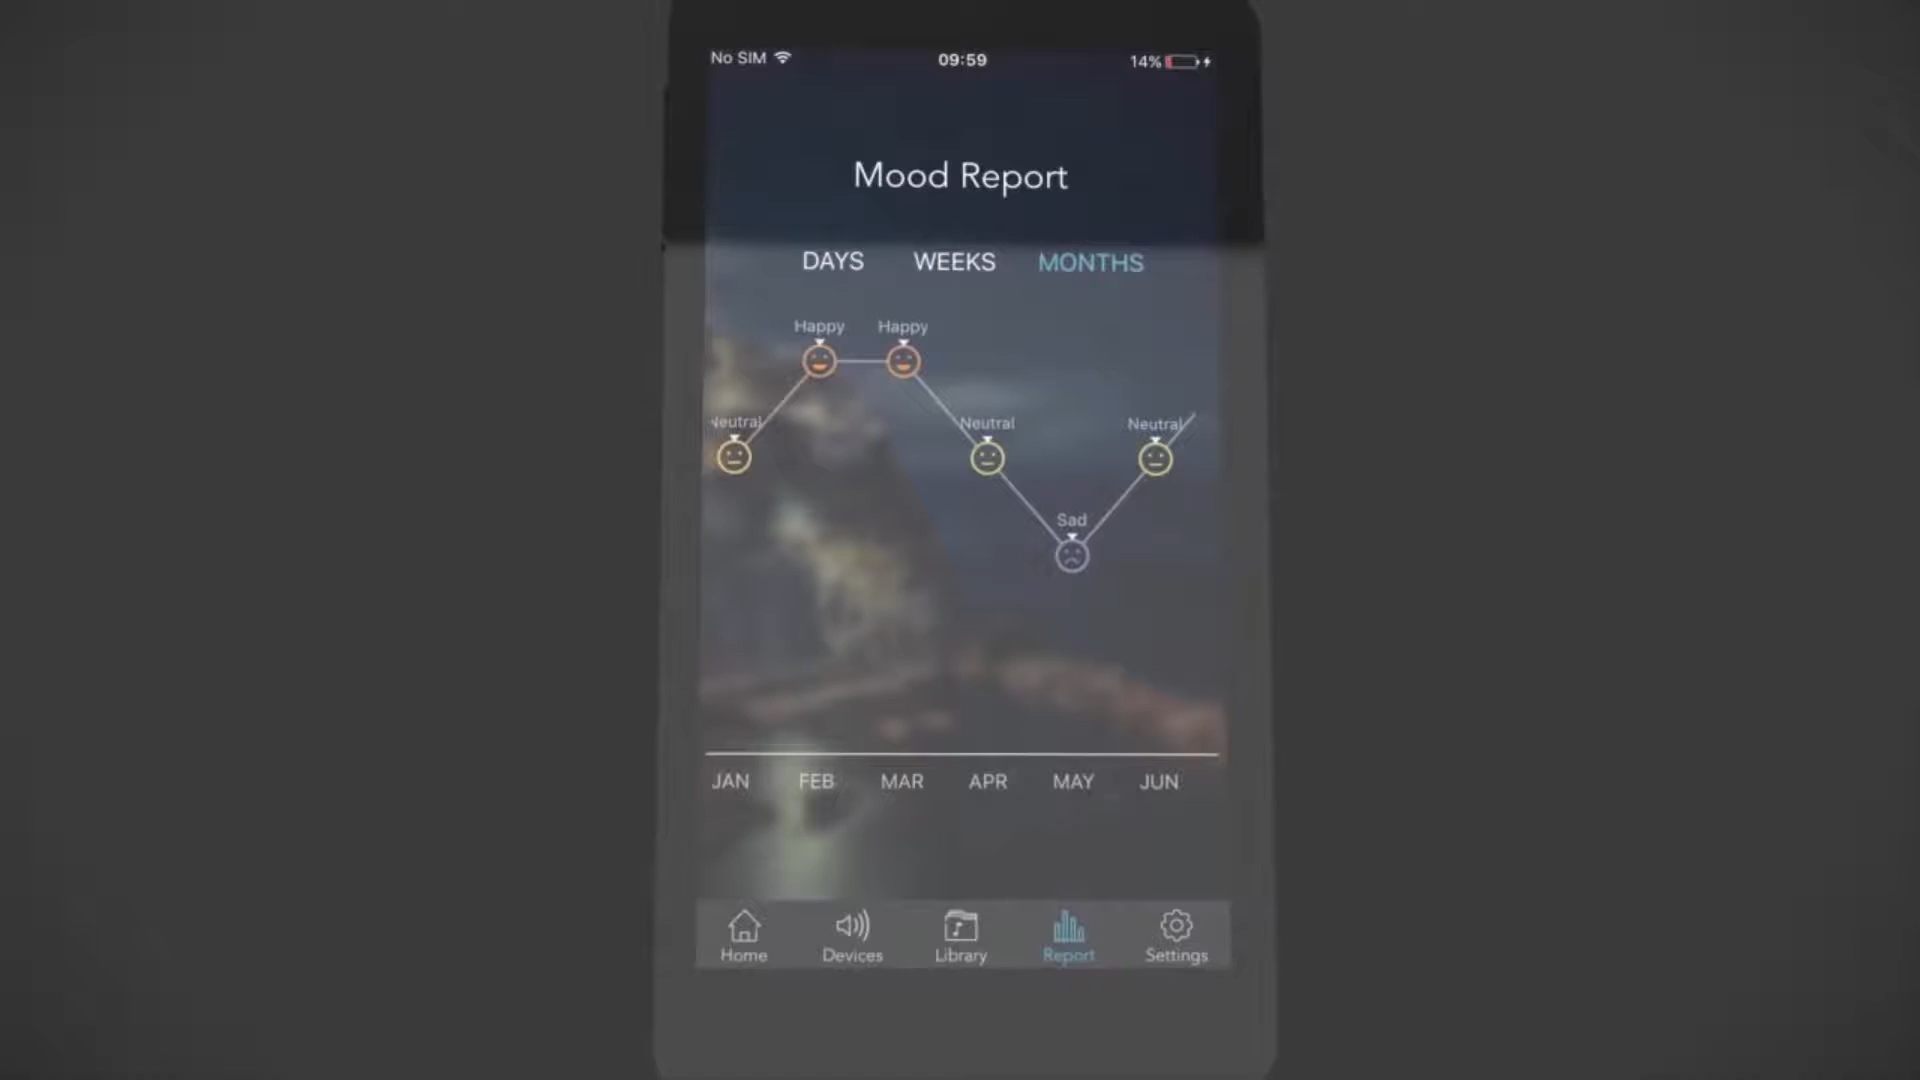 No SIM 09:59 14%
Mood Report
DAYS WEEKS MONTHS
Happy Happy
Neutral Neutral Neutral
Sad
JAN FEB MAR APR MAY JUN
Home Devices Library Report Settings